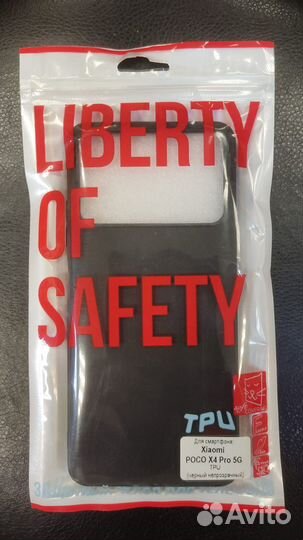 LIBERTY
OF
SAFETY
TPU
Для смартфона:
Xiaomi
POCO X4 Pro 5G
TPU
(черный непрозрачный)
Avito